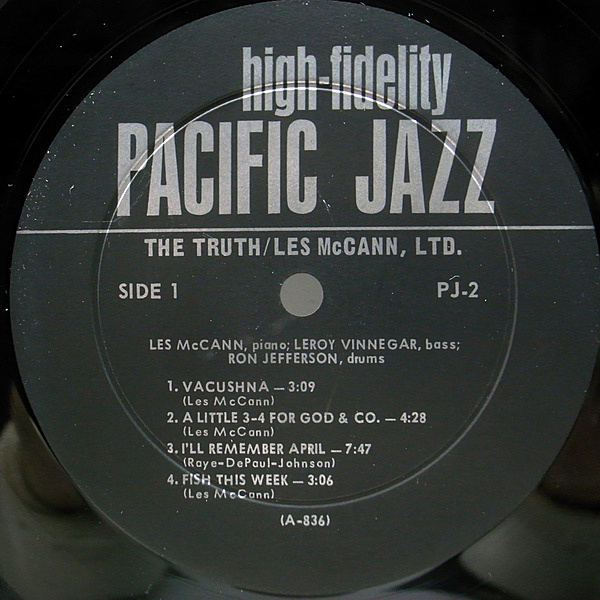 high-fidelity
PACIFIC JAZZ
THE TRUTH/LES McCANN, LTD.
SIDE 1 PJ-2
LES McCANN, piano; LEROY VINNEGAR, bass;
RON JEFFERSON, drums
1. VACUSHNA — 3:09
(Les McCann)
2. A LITTLE 3-4 FOR GOD & CO. — 4:28
(Les McCann)
3. I'LL REMEMBER APRIL — 7:47
(Raye-DePaul-Johnson)
4. FISH THIS WEEK — 3:06
(Les McCann)
(A-836)